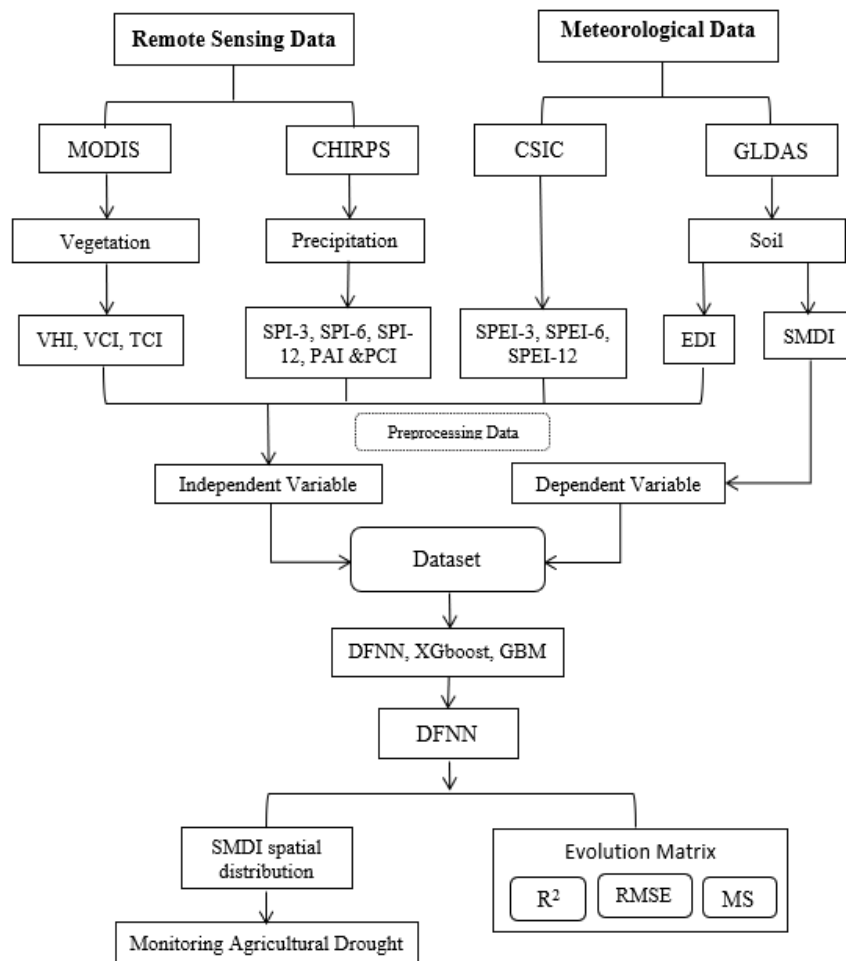 Remote Sensing Data
Meteorological Data
MODIS
CHIRPS
CSIC
GLDAS
Vegetation
Precipitation
Soil
VHI, VCI, TCI
SPI-3, SPI-6, SPI-
12, PAI &PCI
SPEI-3, SPEI-6,
SPEI-12
EDI
SMDI
Preprocessing Data
Independent Variable
Dependent Variable
Dataset
DFNN, XGboost, GBM
DFNN
SMDI spatial
distribution
Evolution Matrix
R²
RMSE
MS
Monitoring Agricultural Drought